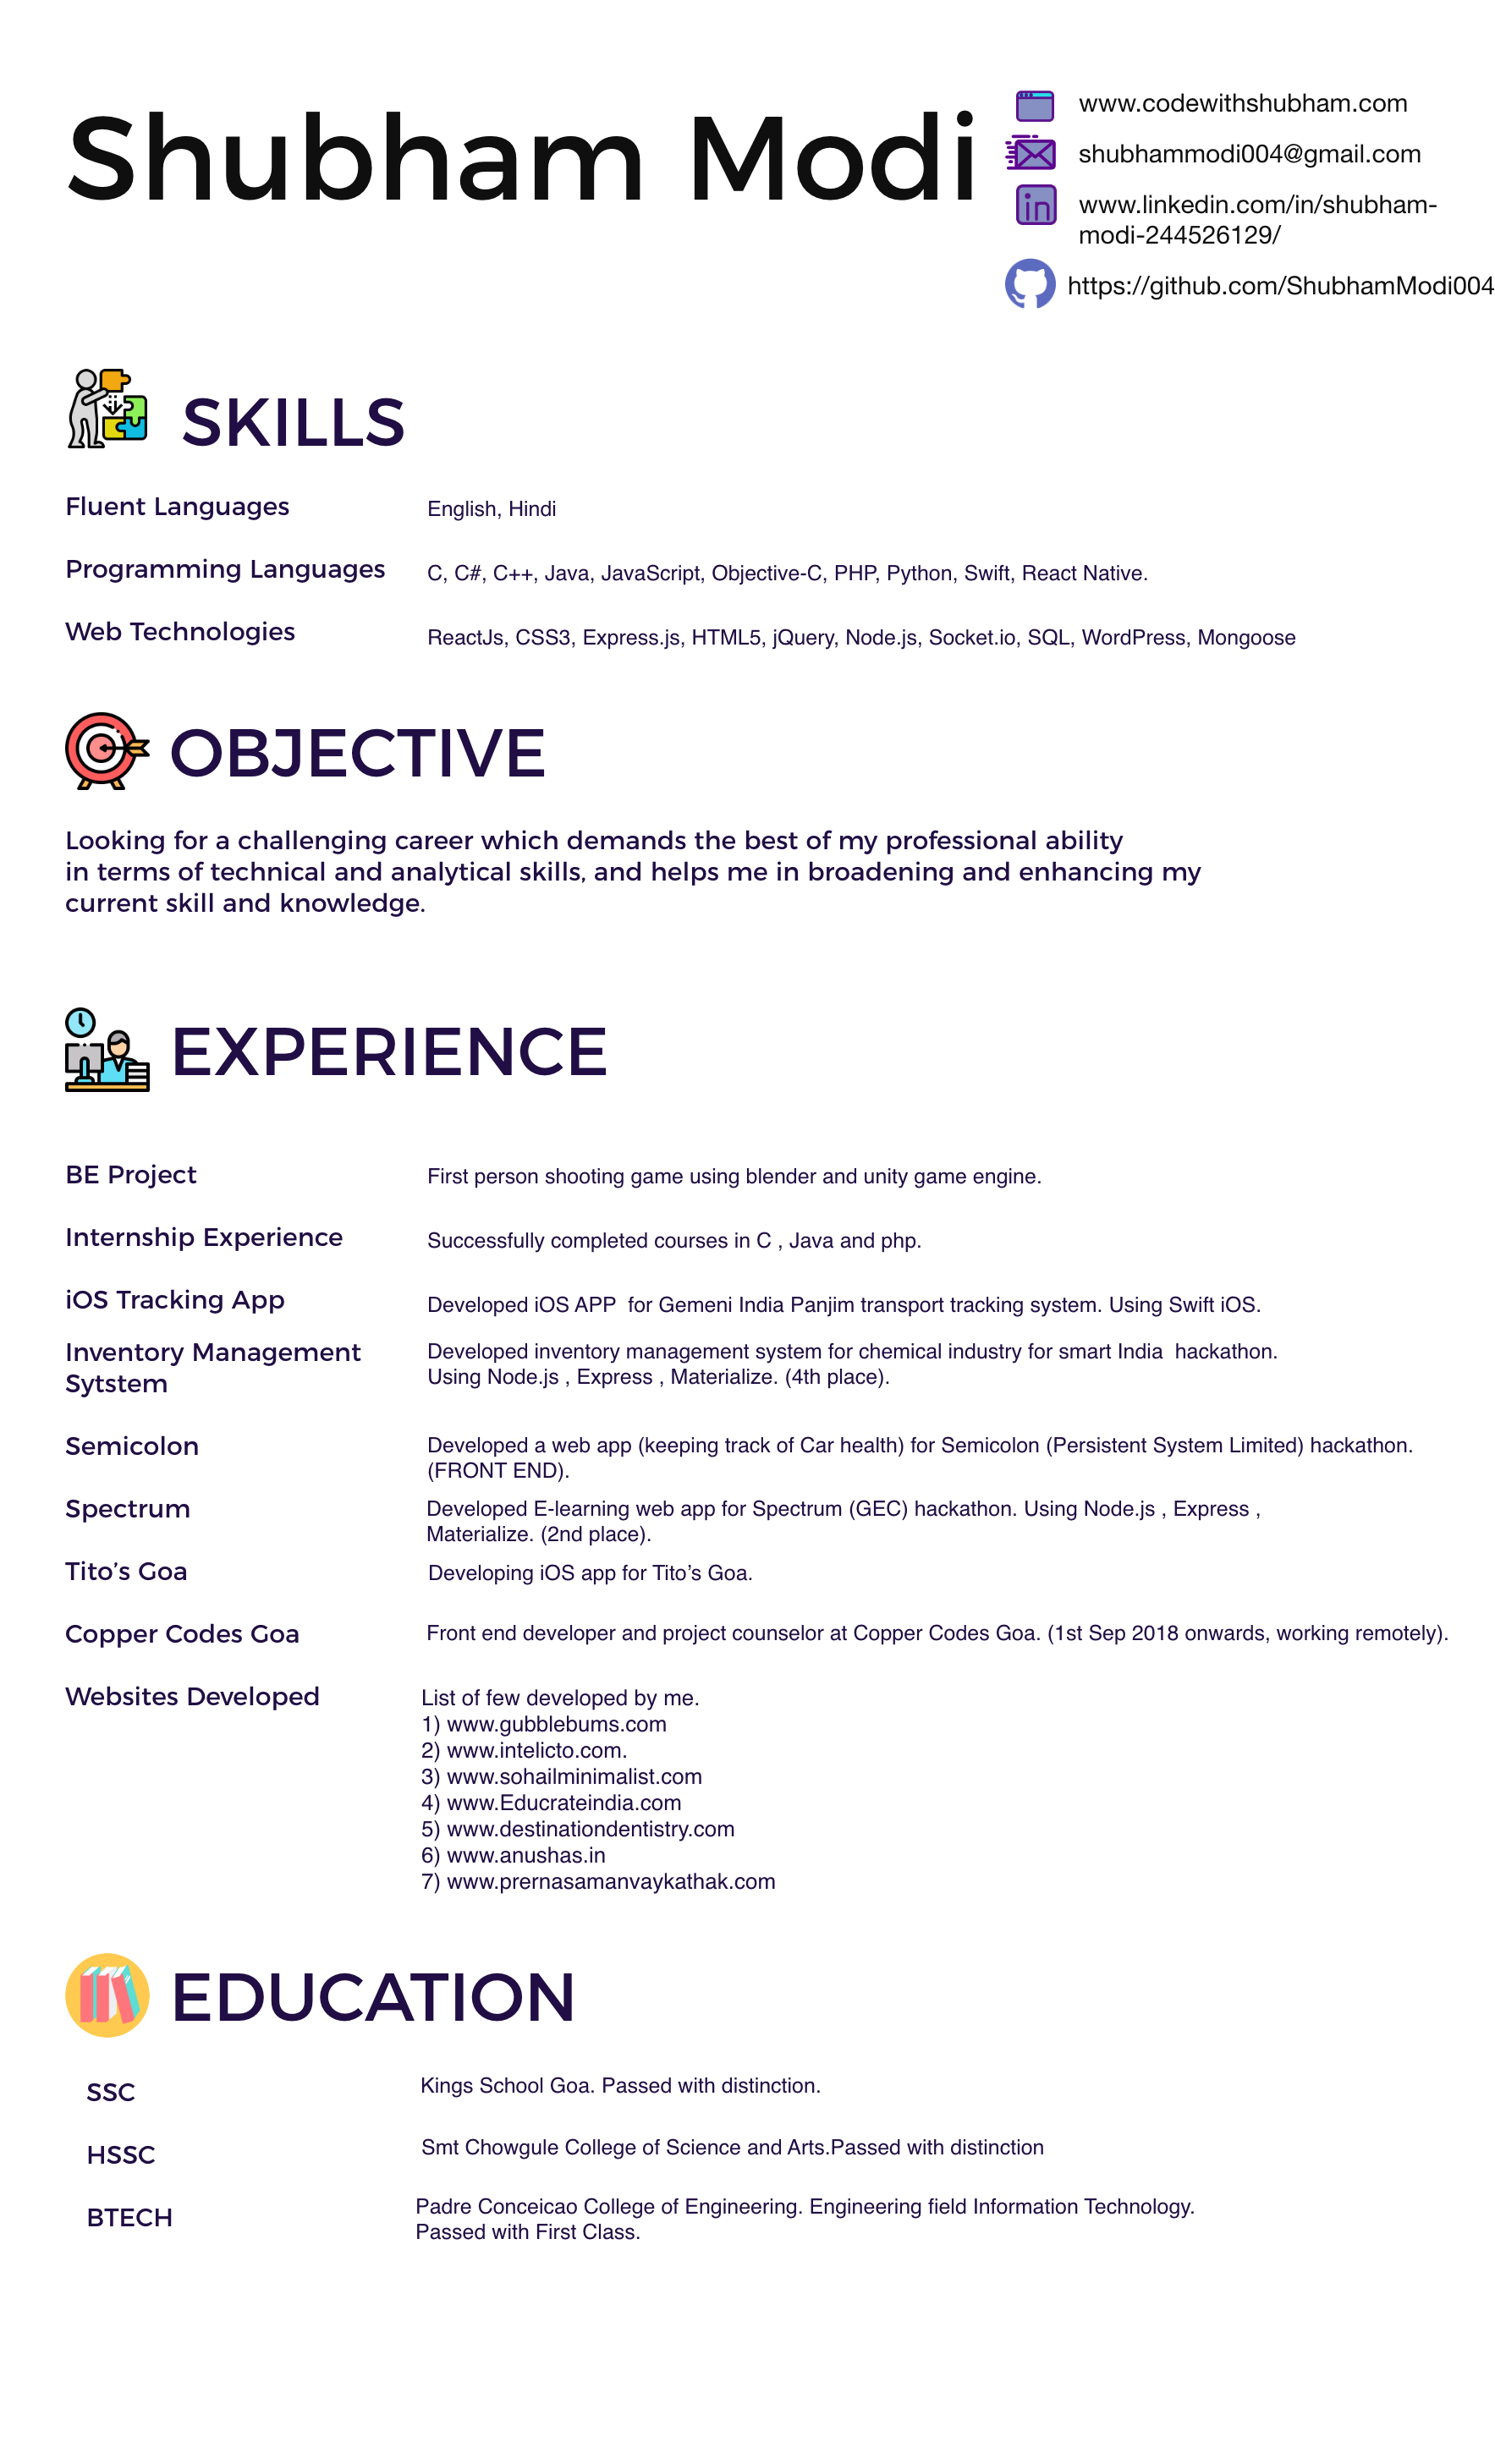 Shubham Modi
www.codewithshubham.com
shubhammodi004@gmail.com
www.linkedin.com/in/shubham-
modi-244526129/
https://github.com/ShubhamModi004
SKILLS
Fluent Languages English, Hindi
Programming Languages C, C#, C++, Java, JavaScript, Objective-C, PHP, Python, Swift, React Native.
Web Technologies ReactJs, CSS3, Express.js, HTML5, jQuery, Node.js, Socket.io, SQL, WordPress, Mongoose
OBJECTIVE
Looking for a challenging career which demands the best of my professional ability
in terms of technical and analytical skills, and helps me in broadening and enhancing my
current skill and knowledge.
EXPERIENCE
BE Project First person shooting game using blender and unity game engine.
Internship Experience Successfully completed courses in C , Java and php.
iOS Tracking App Developed iOS APP  for Gemeni India Panjim transport tracking system. Using Swift iOS.
Inventory Management Developed inventory management system for chemical industry for smart India  hackathon.
Sytstem Using Node.js , Express , Materialize. (4th place).
Semicolon Developed a web app (keeping track of Car health) for Semicolon (Persistent System Limited) hackathon.
(FRONT END).
Spectrum Developed E-learning web app for Spectrum (GEC) hackathon. Using Node.js , Express ,
Materialize. (2nd place).
Tito’s Goa Developing iOS app for Tito’s Goa.
Copper Codes Goa Front end developer and project counselor at Copper Codes Goa. (1st Sep 2018 onwards, working remotely).
Websites Developed List of few developed by me.
1) www.gubblebums.com
2) www.intelicto.com.
3) www.sohailminimalist.com
4) www.Educrateindia.com
5) www.destinationdentistry.com
6) www.anushas.in
7) www.prernasamanvaykathak.com
EDUCATION
SSC Kings School Goa. Passed with distinction.
HSSC Smt Chowgule College of Science and Arts.Passed with distinction
BTECH Padre Conceicao College of Engineering. Engineering field Information Technology.
Passed with First Class.